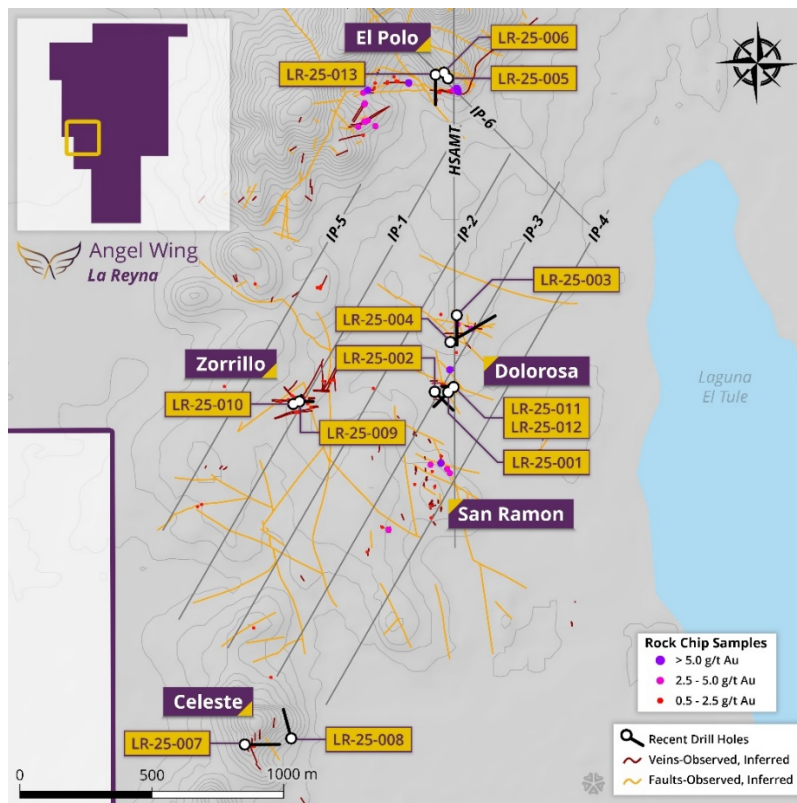 El Polo
LR-25-006
LR-25-013
LR-25-005
IP-6
HSAMT
IP-5
IP-1
IP-2
IP-3
IP-4
Angel Wing
La Reyna
LR-25-003
LR-25-004
Zorrillo
LR-25-002
Dolorosa
Laguna
El Tule
LR-25-010
LR-25-011
LR-25-012
LR-25-009
LR-25-001
San Ramon
Rock Chip Samples
> 5.0 g/t Au
2.5 - 5.0 g/t Au
0.5 - 2.5 g/t Au
Celeste
LR-25-007
LR-25-008
Recent Drill Holes
Veins-Observed, Inferred
Faults-Observed, Inferred
0
500
1000 m